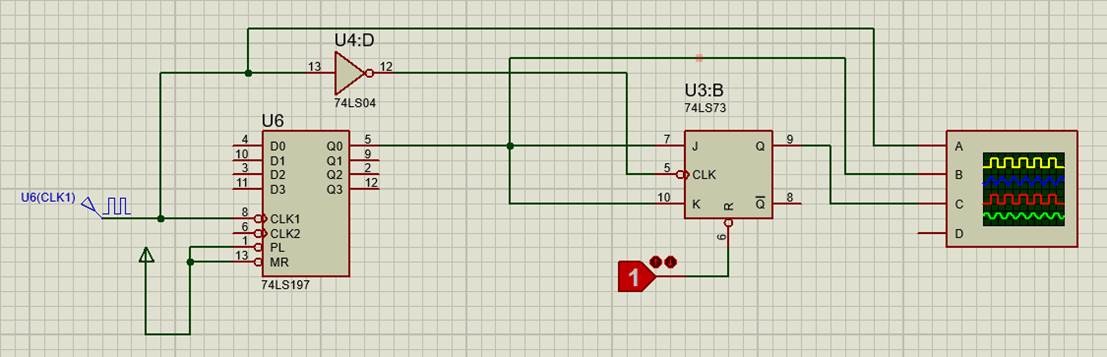 U4:D
13 12
74LS04
U3:B
74LS73
U6
4 D0 Q0 5
10 D1 Q1 9
3 D2 Q2 2
11 D3 Q3 12
U6(CLK1)
8 CLK1
6 CLK2
1 PL
13 MR
74LS197
7 J Q 9
5 CLK
10 K Q 8
R
6
1
A
B
C
D